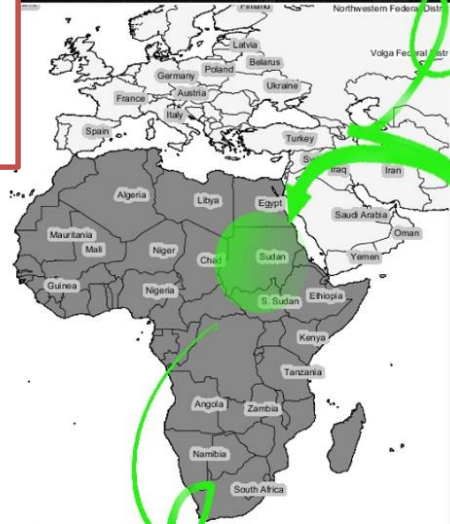 Northwestern Federal Distri
Latvia
Volga Federal Distr
Belarus
Poland
Germany
Ukraine
Austria
France
Italy
Spain
Turkey
Iraq
Iran
Algeria
Libya
Egypt
Saudi Arabia
Mauritania
Oman
Mali
Niger
Chad
Sudan
Yemen
Guinea
Nigeria
S. Sudan
Ethiopia
Kenya
Tanzania
Angola
Zambia
Namibia
South Africa